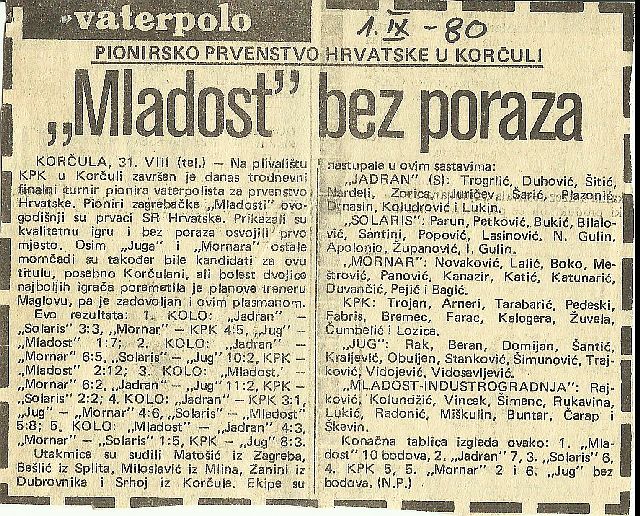 vaterpolo
1. IX - 80
PIONIRSKO PRVENSTVO HRVATSKE U KORČULI
„Mladost” bez poraza
KORČULA, 31. VIII (tel.) — Na plivalištu
KPK u Korčuli završen je danas trodnevni
finalni turnir pionira vaterpolista za prvenstvo
Hrvatske. Pioniri zagrebačke „Mladosti” ovo-
godišnji su prvaci SR Hrvatske. Prikazali su
kvalitetnu igru i bez poraza osvojili prvo
mjesto. Osim „Juga” i „Mornara” ostale
momčadi su također bile kandidati za ovu
titulu, posebno Korčulani, ali bolest dvojice
najboljih igrača poremetila je planove treneru
Maglovu, pa je zadovoljan i ovim plasmanom.
Evo rezultata: 1. KOLO: „Jadran” —
„Solaris” 3:3, „Mornar” — KPK 4:5, „Jug” —
„Mladost” 1:7; 2. KOLO: „Jadran” —
„Mornar” 6:5, „Solaris” — „Jug” 10:2, KPK —
„Mladost” 2:12; 3. KOLO: „Mladost.’ —
„Mornar” 6:2, „Jadran” — „Jug” 11:2, KPK —
„Solaris” 2:2; 4. KOLO: „Jadran” — KPK 3:1,
„Jug” — „Mornar” 4:6, „Solaris” — „Mladost”
5:8; 5. KOLO: „Mladost” — „Jadran” 4:3,
„Mornar” — „Solaris” 1:5, KPK — „Jug” 8:3.
Utakmice su sudili Matošić iz Zagreba,
Bešlić iz Splita, Miloslavić iz Mlina, Zanini iz
Dubrovnika i Srhoj iz Korčule. Ekipe su
nastupale u ovim sastavima:
„JADRAN” (S): Trogrlić, Duhović, Šitić,
Nardeli, Zorica, Juričev, Sarić, Plazonić,
Drnasin, Koludrović i Lukin.
„SOLARIS”: Parun, Petković, Bukić, Bilalo-
vić, Santini, Popović, Lasinović, N. Gulin,
Apolonio, Županović i I. Gulin.
„MORNAR”: Novaković, Lalić, Boko, Me-
štrović, Panović, Kanazir, Katić, Katunarić,
Duvančić, Pejić i Bagić.
KPK: Trojan, Arneri, Tarabarić, Pedeski,
Fabris, Bremec, Farac, Kalogera, Žuvela,
Čumbelić i Lozica.
„JUG”: Rak, Beran, Domijan, Šantić,
Kraljević, Obuljen, Stanković, Šimunović, Traj-
ković, Vidojević, Vidosavljević.
„MLADOST-INDUSTROGRADNJA”: Raj-
ković, Kolundžić, Vincek, Šimenc, Rukavina,
Lukić, Radonić, Miškulin, Buntar, Čarap i
Škevin.
Konačna tablica izgleda ovako: 1. „Mla-
dost” 10 bodova, 2. „Jadran” 7, 3. „Solaris” 6,
4. KPK 5, 5. „Mornar” 2 i 6. „Jug” bez
bodova. (N.P.)